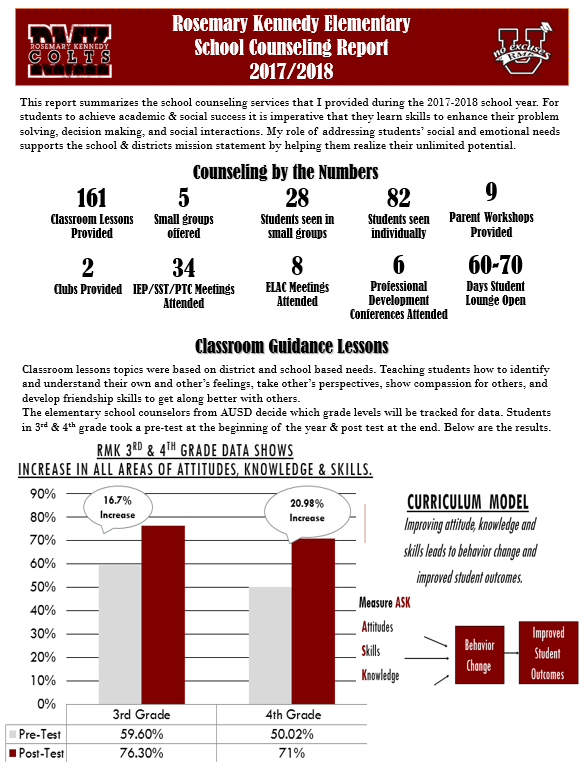 RMK
ROSEMARY KENNEDY
COLTS
Rosemary Kennedy Elementary
School Counseling Report
2017/2018
no excuses
RMK
This report summarizes the school counseling services that I provided during the 2017-2018 school year. For
students to achieve academic & social success it is imperative that they learn skills to enhance their problem
solving, decision making, and social interactions. My role of addressing students’ social and emotional needs
supports the school & districts mission statement by helping them realize their unlimited potential.
Counseling by the Numbers
161
Classroom Lessons
Provided
5
Small groups
offered
28
Students seen in
small groups
82
Students seen
individually
9
Parent Workshops
Provided
2
Clubs Provided
34
IEP/SST/PTC Meetings
Attended
8
ELAC Meetings
Attended
6
Professional
Development
Conferences Attended
60-70
Days Student
Lounge Open
Classroom Guidance Lessons
Classroom lessons topics were based on district and school based needs. Teaching students how to identify
and understand their own and other’s feelings, take other’s perspectives, show compassion for others, and
develop friendship skills to get along better with others.
The elementary school counselors from AUSD decide which grade levels will be tracked for data. Students
in 3rd & 4th grade took a pre-test at the beginning of the year & post test at the end. Below are the results.
RMK 3RD & 4TH GRADE DATA SHOWS
INCREASE IN ALL AREAS OF ATTITUDES, KNOWLEDGE & SKILLS.
90%
80%
70%
60%
50%
40%
30%
20%
10%
0%
16.7%
Increase
20.98%
Increase
3rd Grade
4th Grade
Pre-Test 59.60% 50.02%
Post-Test 76.30% 71%
CURRICULUM MODEL
Improving attitude, knowledge and
skills leads to behavior change and
improved student outcomes.
Measure ASK
Attitudes
Skills
Knowledge
Behavior
Change
Improved
Student
Outcomes